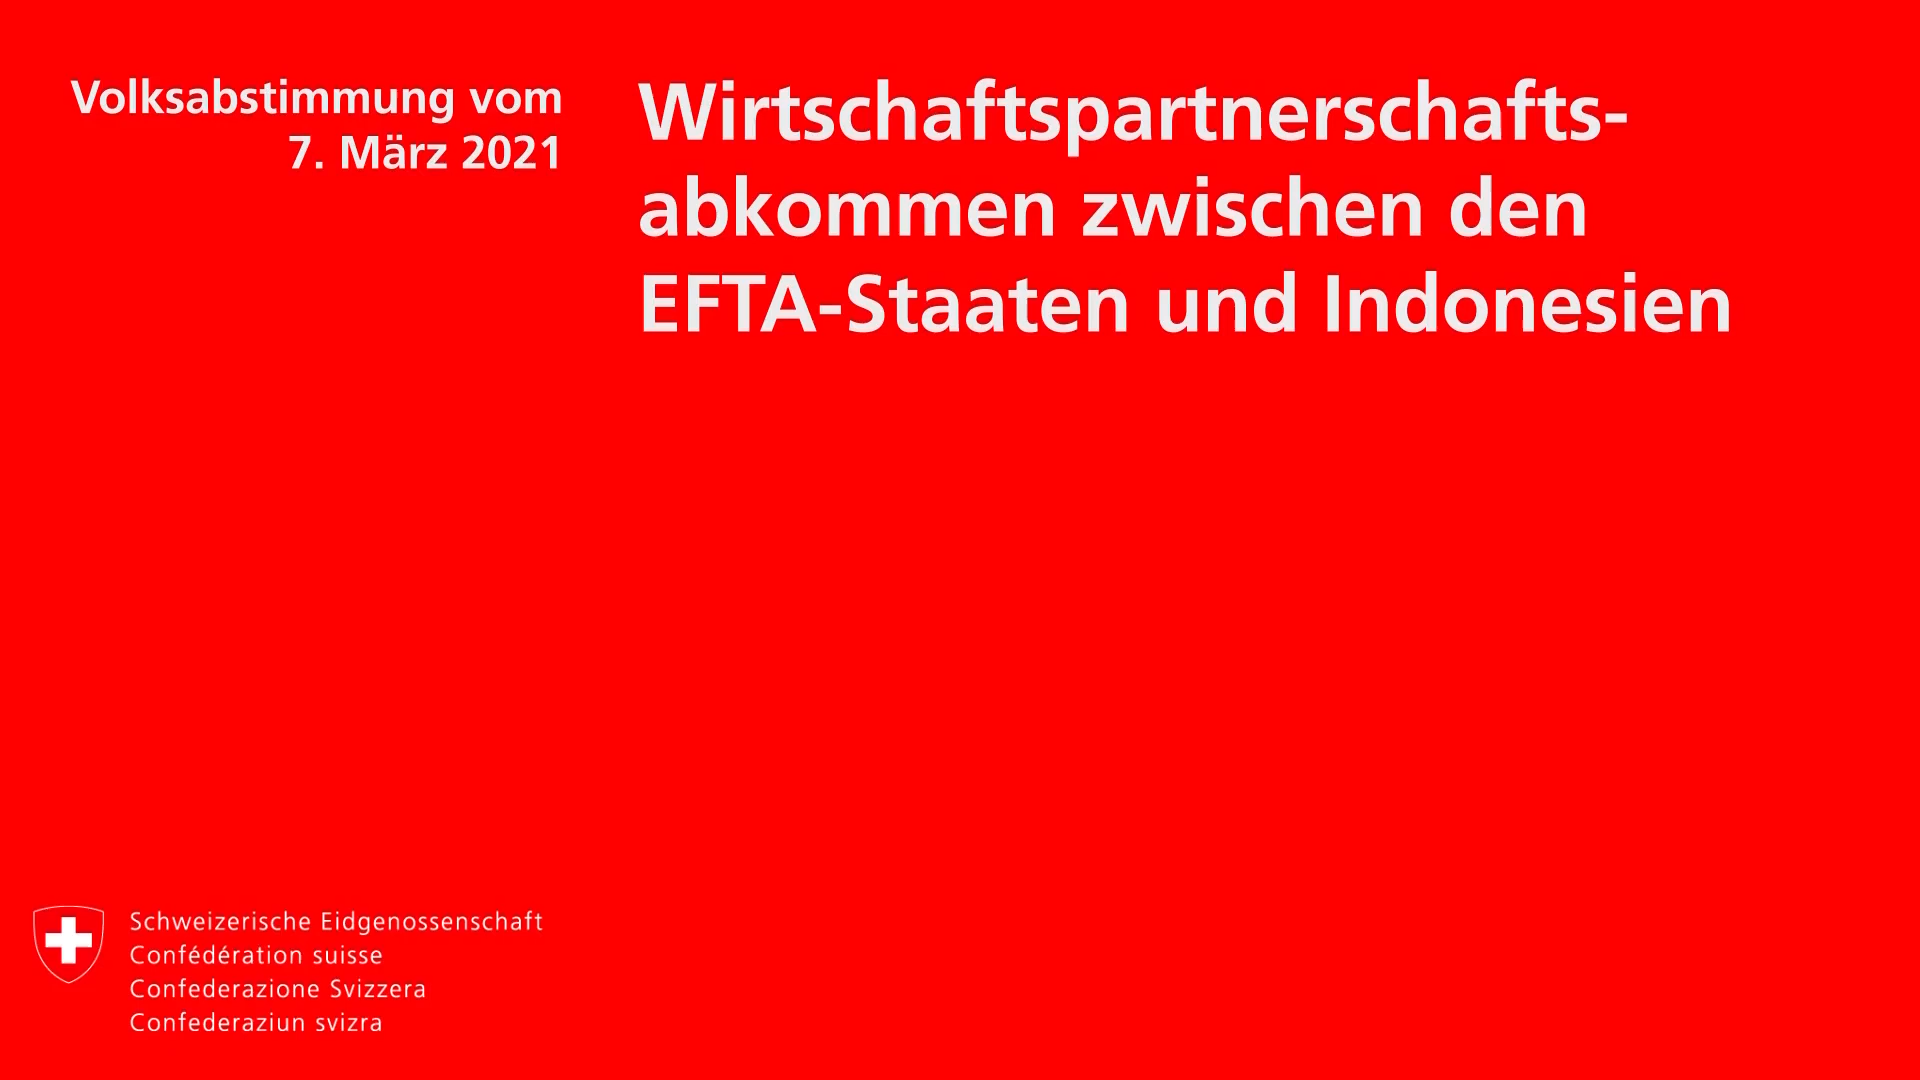 Volksabstimmung vom
7. März 2021
Wirtschaftspartnerschafts-
abkommen zwischen den
EFTA-Staaten und Indonesien
Schweizerische Eidgenossenschaft
Confédération suisse
Confederazione Svizzera
Confederaziun svizra